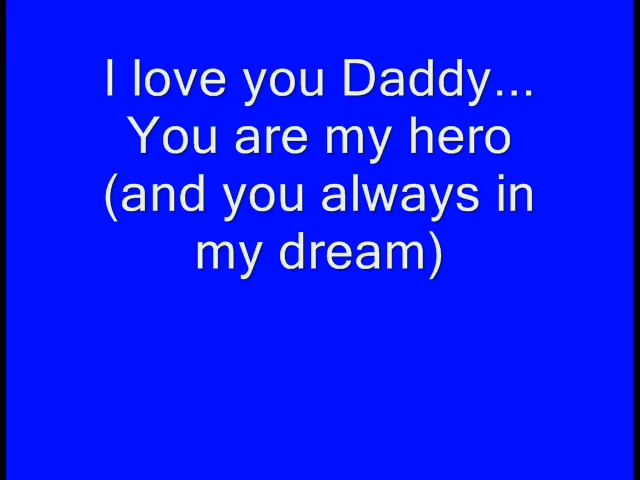 I love you Daddy...
You are my hero
(and you always in
my dream)